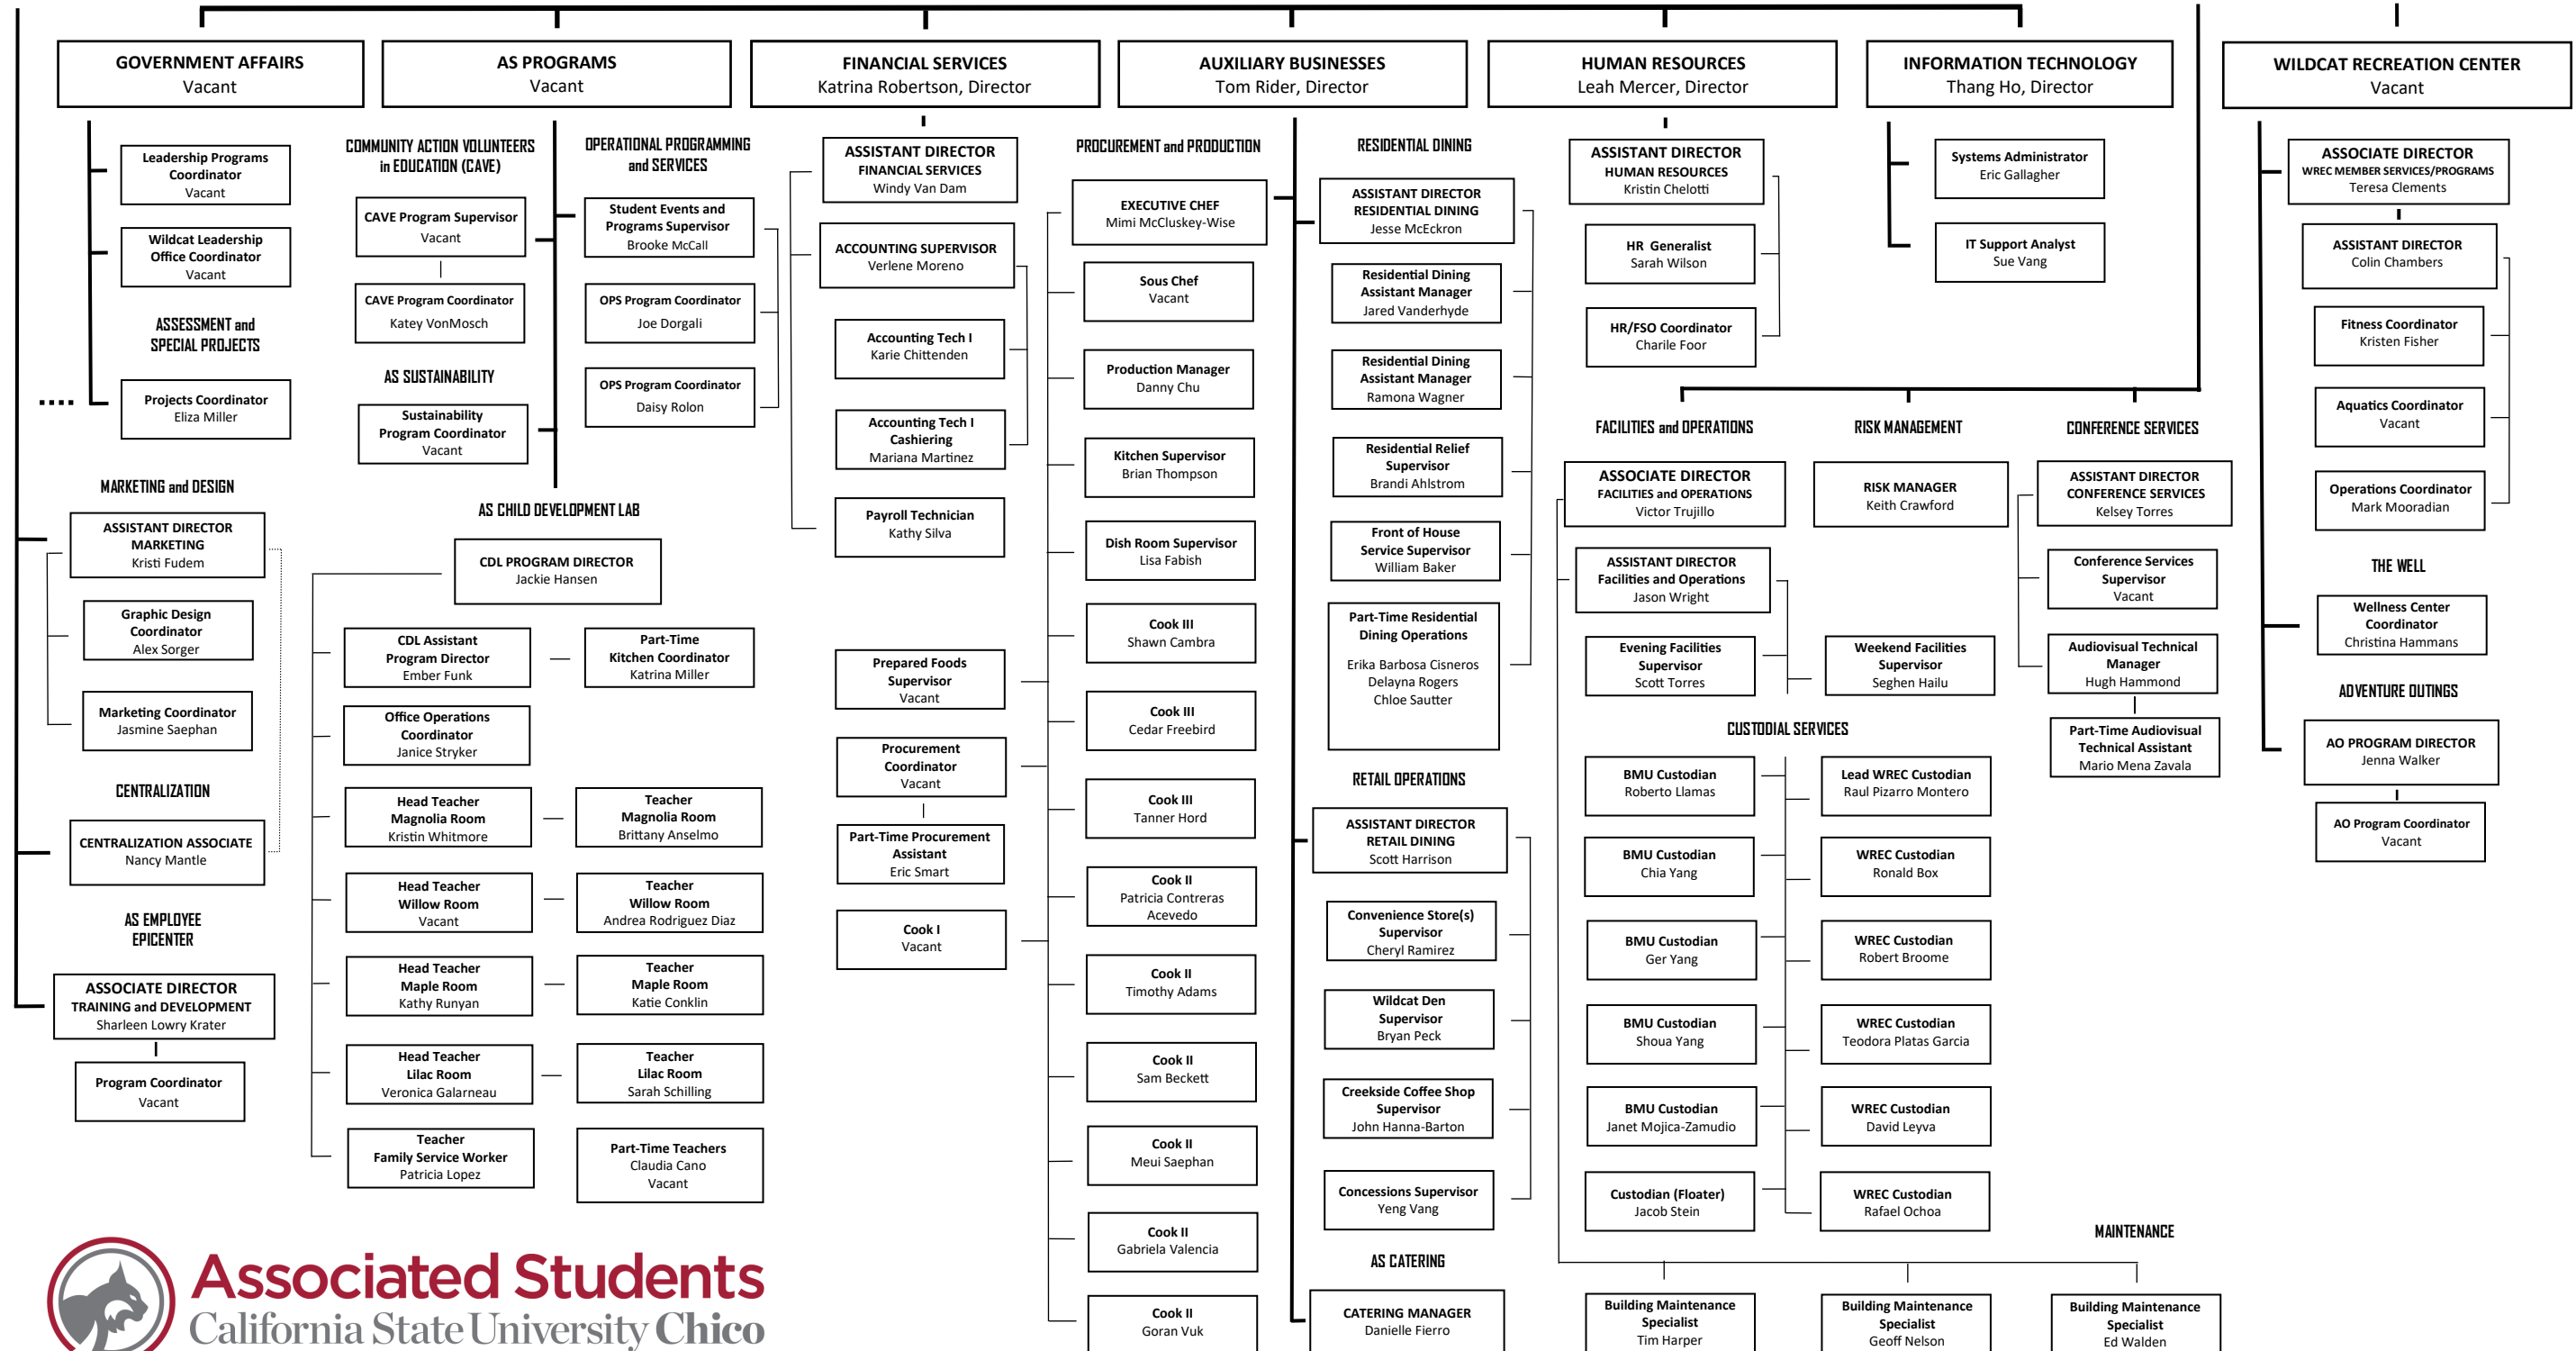 GOVERNMENT AFFAIRS
Vacant
AS PROGRAMS
Vacant
FINANCIAL SERVICES
Katrina Robertson, Director
AUXILIARY BUSINESSES
Tom Rider, Director
HUMAN RESOURCES
Leah Mercer, Director
INFORMATION TECHNOLOGY
Thang Ho, Director
WILDCAT RECREATION CENTER
Vacant
Leadership Programs
Coordinator
Vacant
Wildcat Leadership
Office Coordinator
Vacant
ASSESSMENT and
SPECIAL PROJECTS
Projects Coordinator
Eliza Miller
MARKETING and DESIGN
ASSISTANT DIRECTOR
MARKETING
Kristi Fudem
Graphic Design
Coordinator
Alex Sorger
Marketing Coordinator
Jasmine Saephan
CENTRALIZATION
CENTRALIZATION ASSOCIATE
Nancy Mantle
AS EMPLOYEE
EPICENTER
ASSOCIATE DIRECTOR
TRAINING and DEVELOPMENT
Sharleen Lowry Krater
Program Coordinator
Vacant
COMMUNITY ACTION VOLUNTEERS
in EDUCATION (CAVE)
CAVE Program Supervisor
Vacant
CAVE Program Coordinator
Katey VonMosch
AS SUSTAINABILITY
Sustainability
Program Coordinator
Vacant
OPERATIONAL PROGRAMMING
and SERVICES
Student Events and
Programs Supervisor
Brooke McCall
OPS Program Coordinator
Joe Dorgali
OPS Program Coordinator
Daisy Rolon
AS CHILD DEVELOPMENT LAB
CDL PROGRAM DIRECTOR
Jackie Hansen
CDL Assistant
Program Director
Ember Funk
Part-Time
Kitchen Coordinator
Katrina Miller
Office Operations
Coordinator
Janice Stryker
Head Teacher
Magnolia Room
Kristin Whitmore
Teacher
Magnolia Room
Brittany Anselmo
Head Teacher
Willow Room
Vacant
Teacher
Willow Room
Andrea Rodriguez Diaz
Head Teacher
Maple Room
Kathy Runyan
Teacher
Maple Room
Katie Conklin
Head Teacher
Lilac Room
Veronica Galarneau
Teacher
Lilac Room
Sarah Schilling
Teacher
Family Service Worker
Patricia Lopez
Part-Time Teachers
Claudia Cano
Vacant
ASSISTANT DIRECTOR
FINANCIAL SERVICES
Windy Van Dam
ACCOUNTING SUPERVISOR
Verlene Moreno
Accounting Tech I
Karie Chittenden
Accounting Tech I
Cashiering
Mariana Martinez
Payroll Technician
Kathy Silva
Prepared Foods
Supervisor
Vacant
Procurement
Coordinator
Vacant
Part-Time Procurement
Assistant
Eric Smart
Cook I
Vacant
PROCUREMENT and PRODUCTION
EXECUTIVE CHEF
Mimi McCluskey-Wise
Sous Chef
Vacant
Production Manager
Danny Chu
Kitchen Supervisor
Brian Thompson
Dish Room Supervisor
Lisa Fabish
Cook III
Shawn Cambra
Cook III
Cedar Freebird
Cook III
Tanner Hord
Cook II
Patricia Contreras
Acevedo
Cook II
Timothy Adams
Cook II
Sam Beckett
Cook II
Meui Saephan
Cook II
Gabriela Valencia
Cook II
Goran Vuk
RESIDENTIAL DINING
ASSISTANT DIRECTOR
RESIDENTIAL DINING
Jesse McEckron
Residential Dining
Assistant Manager
Jared Vanderhyde
Residential Dining
Assistant Manager
Ramona Wagner
Residential Relief
Supervisor
Brandi Ahlstrom
Front of House
Service Supervisor
William Baker
Part-Time Residential
Dining Operations
Erika Barbosa Cisneros
Delayna Rogers
Chloe Sautter
RETAIL OPERATIONS
ASSISTANT DIRECTOR
RETAIL DINING
Scott Harrison
Convenience Store(s)
Supervisor
Cheryl Ramirez
Wildcat Den
Supervisor
Bryan Peck
Creekside Coffee Shop
Supervisor
John Hanna-Barton
Concessions Supervisor
Yeng Vang
AS CATERING
CATERING MANAGER
Danielle Fierro
ASSISTANT DIRECTOR
HUMAN RESOURCES
Kristin Chelotti
HR Generalist
Sarah Wilson
HR/FSO Coordinator
Charile Foor
Systems Administrator
Eric Gallagher
IT Support Analyst
Sue Vang
FACILITIES and OPERATIONS
ASSOCIATE DIRECTOR
FACILITIES and OPERATIONS
Victor Trujillo
ASSISTANT DIRECTOR
Facilities and Operations
Jason Wright
Evening Facilities
Supervisor
Scott Torres
Weekend Facilities
Supervisor
Seghen Hailu
RISK MANAGEMENT
RISK MANAGER
Keith Crawford
CONFERENCE SERVICES
ASSISTANT DIRECTOR
CONFERENCE SERVICES
Kelsey Torres
Conference Services
Supervisor
Vacant
Audiovisual Technical
Manager
Hugh Hammond
Part-Time Audiovisual
Technical Assistant
Mario Mena Zavala
CUSTODIAL SERVICES
BMU Custodian
Roberto Llamas
Lead WREC Custodian
Raul Pizarro Montero
BMU Custodian
Chia Yang
WREC Custodian
Ronald Box
BMU Custodian
Ger Yang
WREC Custodian
Robert Broome
BMU Custodian
Shoua Yang
WREC Custodian
Teodora Platas Garcia
BMU Custodian
Janet Mojica-Zamudio
WREC Custodian
David Leyva
Custodian (Floater)
Jacob Stein
WREC Custodian
Rafael Ochoa
MAINTENANCE
Building Maintenance
Specialist
Tim Harper
Building Maintenance
Specialist
Geoff Nelson
Building Maintenance
Specialist
Ed Walden
ASSOCIATE DIRECTOR
WREC MEMBER SERVICES/PROGRAMS
Teresa Clements
ASSISTANT DIRECTOR
Colin Chambers
Fitness Coordinator
Kristen Fisher
Aquatics Coordinator
Vacant
Operations Coordinator
Mark Mooradian
THE WELL
Wellness Center
Coordinator
Christina Hammans
ADVENTURE OUTINGS
AO PROGRAM DIRECTOR
Jenna Walker
AO Program Coordinator
Vacant
Associated Students
California State University Chico